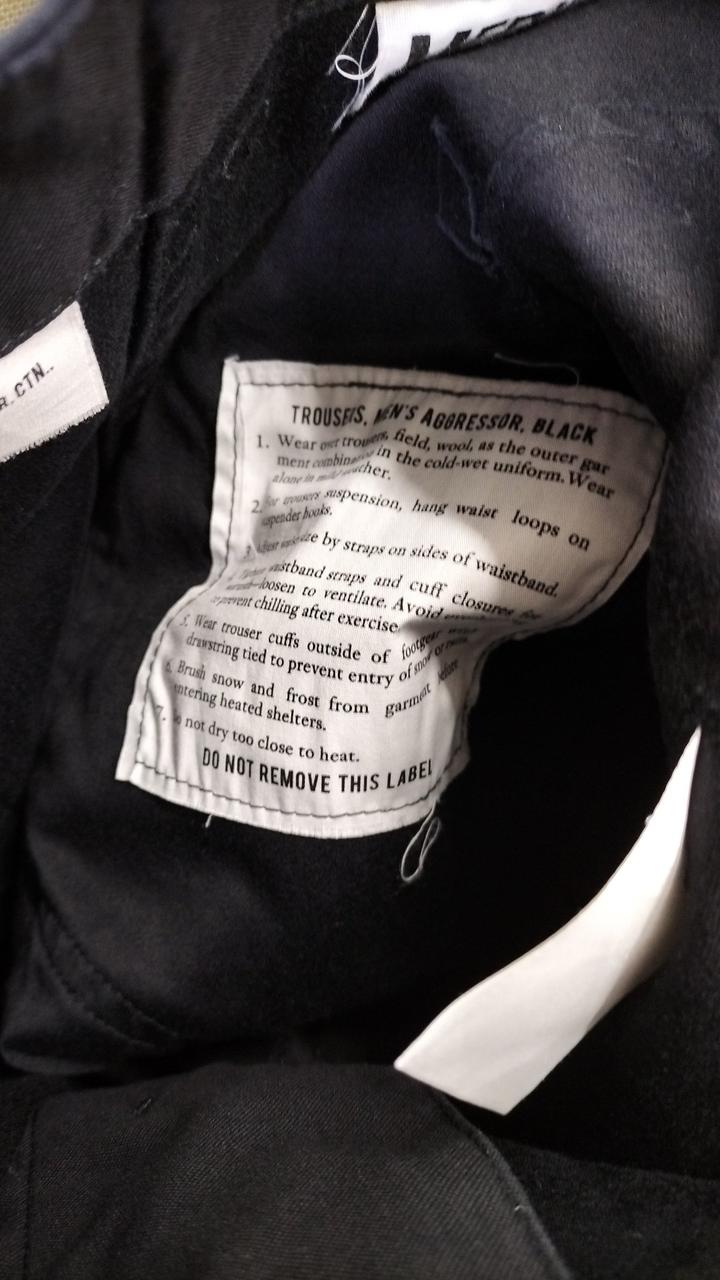 R CTN..
TROUSERS, MEN'S AGGRESSOR, BLACK
1. Wear over trousers, field, wool, as the outer gar
ment combination in the cold-wet uniform. Wear
alone in mild weather.
2. For trousers suspension, hang waist loops on
suspender hooks.
3. Adjust waist size by straps on sides of waistband.
4. waistband straps and cuff closures for
warmth—loosen to ventilate. Avoid
to prevent chilling after exercise.
5. Wear trouser cuffs outside of footgear with
drawstring tied to prevent entry of snow or
6. Brush snow and frost from garment before
entering heated shelters.
7. Do not dry too close to heat.
DO NOT REMOVE THIS LABEL